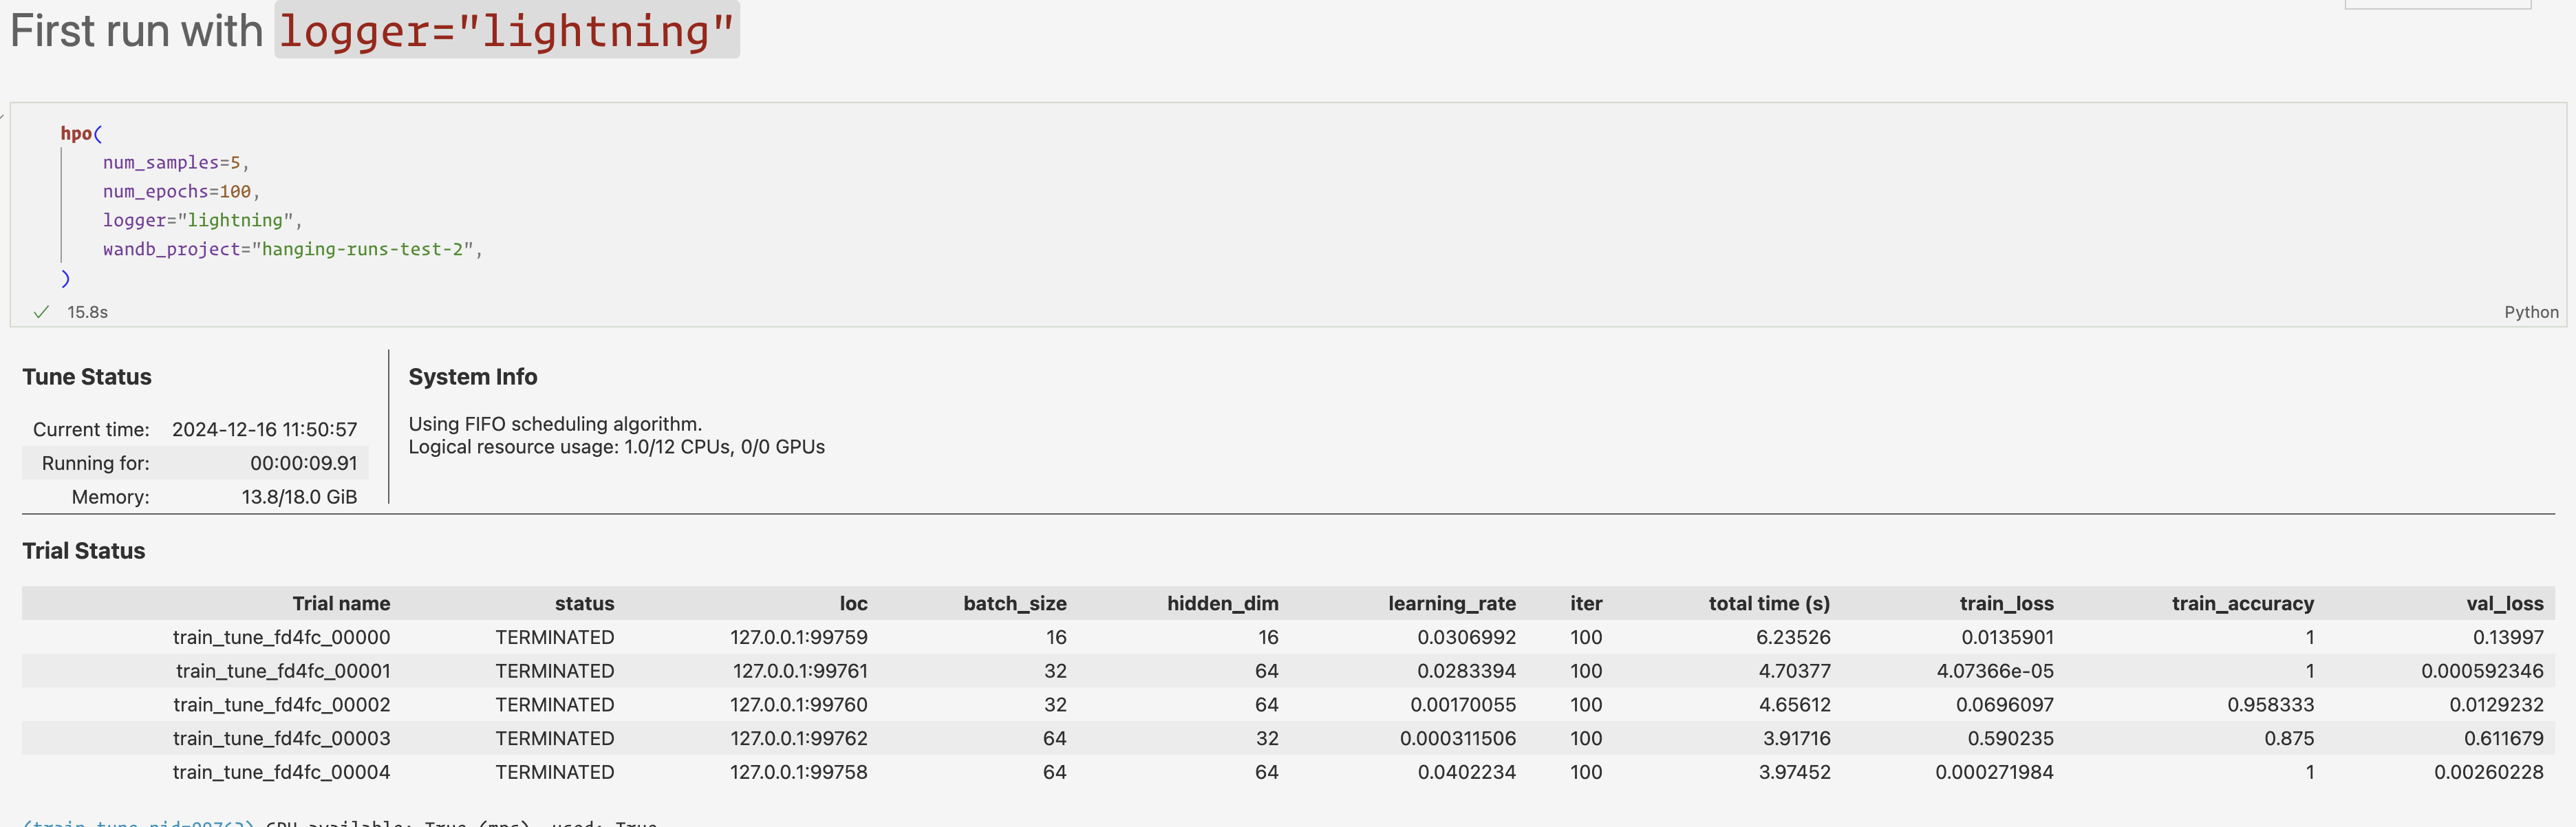 First run with logger="lightning"
hpo(
num_samples=5,
num_epochs=100,
logger="lightning",
wandb_project="hanging-runs-test-2",
)
15.8s
Python
Tune Status
Current time: 2024-12-16 11:50:57
Running for: 00:00:09.91
Memory: 13.8/18.0 GiB
System Info
Using FIFO scheduling algorithm.
Logical resource usage: 1.0/12 CPUs, 0/0 GPUs
Trial Status
Trial name status loc batch_size hidden_dim learning_rate iter total time (s) train_loss train_accuracy val_loss
train_tune_fd4fc_00000 TERMINATED 127.0.0.1:99759 16 16 0.0306992 100 6.23526 0.0135901 1 0.13997
train_tune_fd4fc_00001 TERMINATED 127.0.0.1:99761 32 64 0.0283394 100 4.70377 4.07366e-05 1 0.000592346
train_tune_fd4fc_00002 TERMINATED 127.0.0.1:99760 32 64 0.00170055 100 4.65612 0.0696097 0.958333 0.0129232
train_tune_fd4fc_00003 TERMINATED 127.0.0.1:99762 64 32 0.000311506 100 3.91716 0.590235 0.875 0.611679
train_tune_fd4fc_00004 TERMINATED 127.0.0.1:99758 64 64 0.0402234 100 3.97452 0.000271984 1 0.00260228